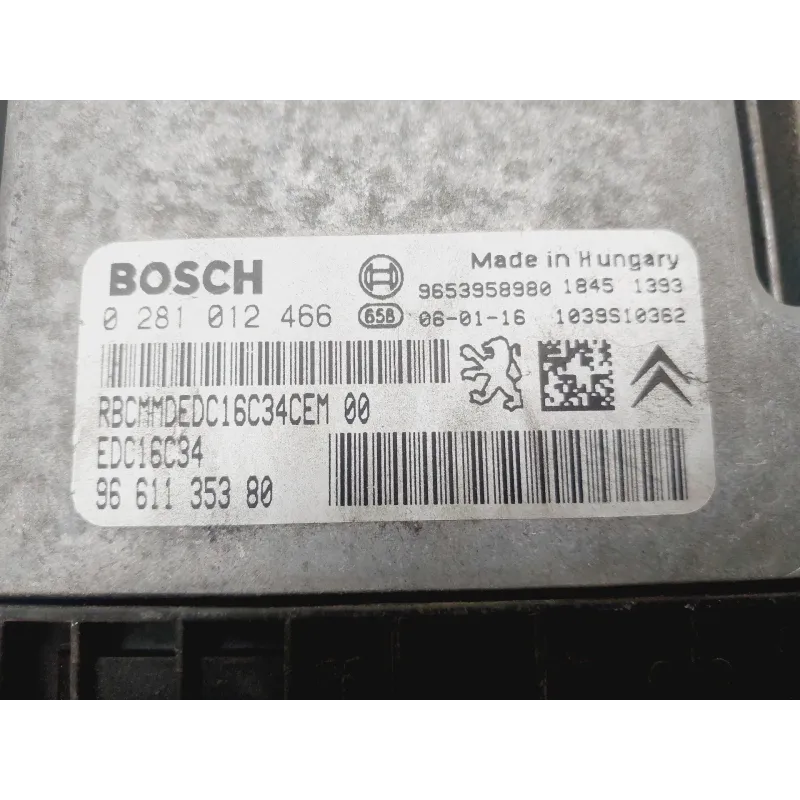 BOSCH
Made in Hungary
9653958980 1845 1393
0 281 012 466
65B 06-01-16 1039S10362
RBCMMDEDC16C34CEM 00
EDC16C34
96 611 353 80